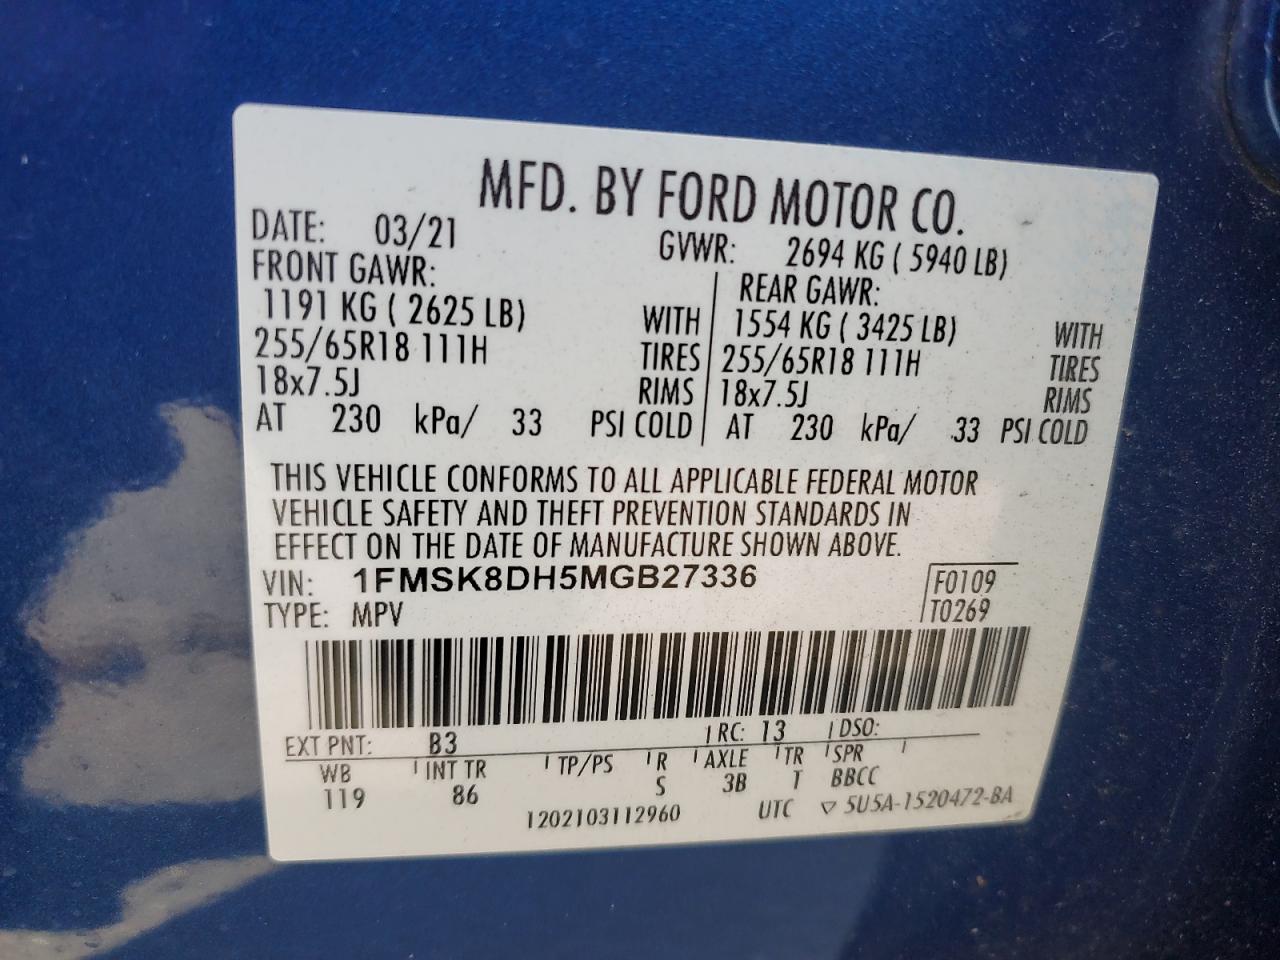 MFD. BY FORD MOTOR CO.
DATE: 03/21 GVWR: 2694 KG ( 5940 LB)
FRONT GAWR: REAR GAWR:
1191 KG ( 2625 LB) WITH 1554 KG ( 3425 LB) WITH
255/65R18 111H TIRES 255/65R18 111H TIRES
18x7.5J RIMS 18x7.5J RIMS
AT 230 kPa/ 33 PSI COLD AT 230 kPa/ 33 PSI COLD
THIS VEHICLE CONFORMS TO ALL APPLICABLE FEDERAL MOTOR
VEHICLE SAFETY AND THEFT PREVENTION STANDARDS IN
EFFECT ON THE DATE OF MANUFACTURE SHOWN ABOVE.
VIN: 1FMSK8DH5MGB27336 F0109
TYPE: MPV T0269
EXT PNT: B3 RC: 13 DSO:
WB INT TR TP/PS R AXLE TR SPR
119 86 S 3B T BBCC
1202103112960 UTC ▽ 5U5A-1520472-BA